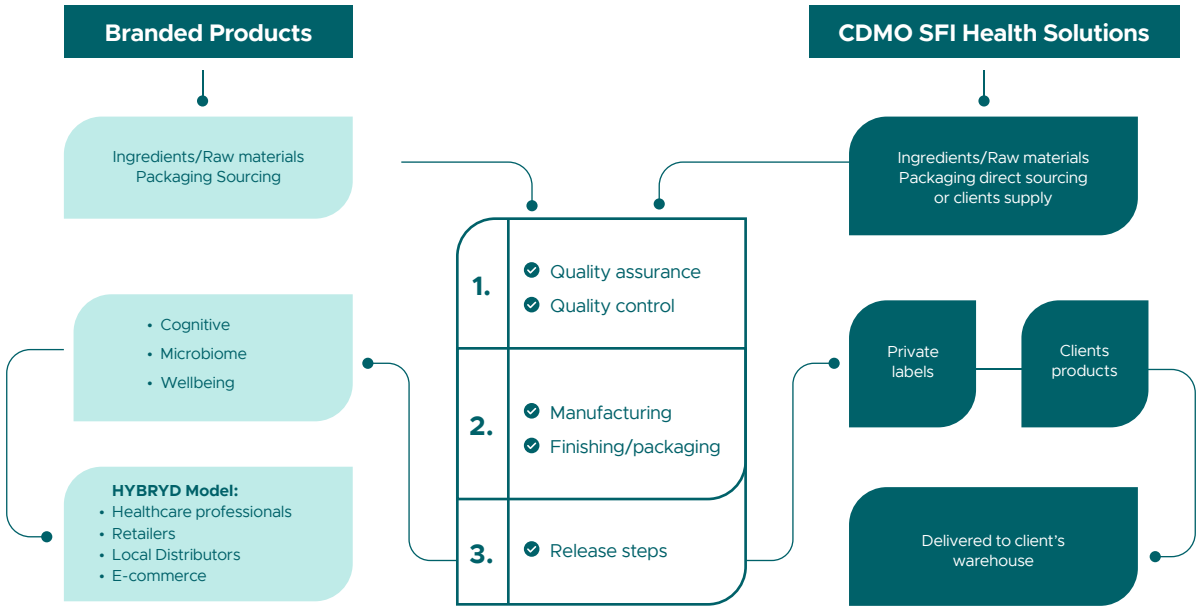 Branded Products
CDMO SFI Health Solutions
Ingredients/Raw materials
Packaging Sourcing
Ingredients/Raw materials
Packaging direct sourcing
or clients supply
1.
Quality assurance
Quality control
• Cognitive
• Microbiome
• Wellbeing
Private
labels
Clients
products
2.
Manufacturing
Finishing/packaging
HYBRYD Model:
• Healthcare professionals
• Retailers
• Local Distributors
• E-commerce
3.
Release steps
Delivered to client’s
warehouse